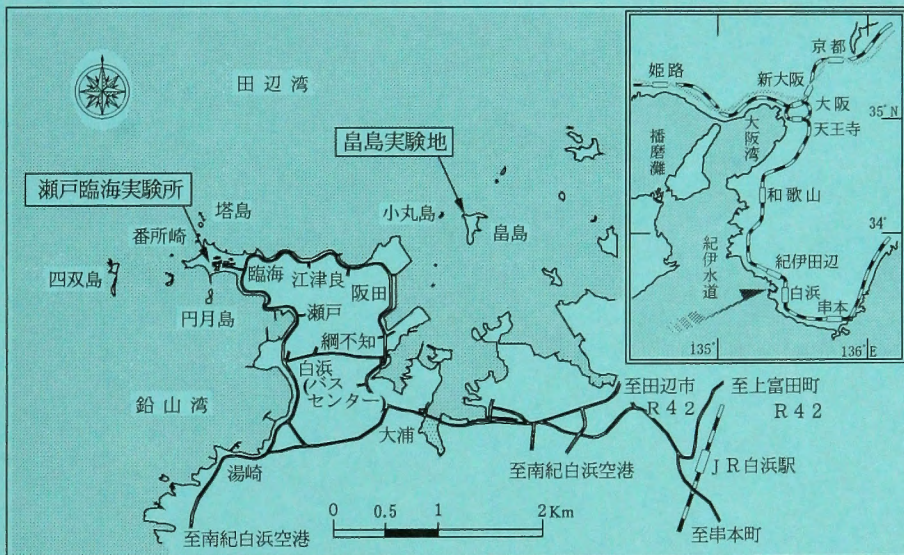 田辺湾
畠島実験地
瀬戸臨海実験所
塔島
番所崎
小丸島
畠島
四双島
臨海
江津良
阪田
円月島
瀬戸
綱不知
白浜
(バス
センター)
鉛山湾
大浦
湯崎
至南紀白浜空港
至田辺市
R42
至上富田町
R42
至南紀白浜空港
JR白浜駅
至串本町
0 0.5 1 2Km
京都
姫路
新大阪
大阪
35°N
天王寺
大阪湾
播磨灘
和歌山
34°
紀伊水道
紀伊田辺
白浜
串本
135°
136°E